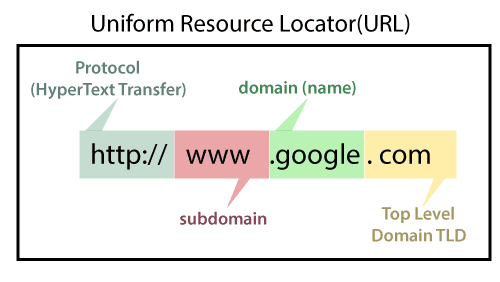 Uniform Resource Locator(URL)
Protocol
(HyperText Transfer)
domain (name)
http:// www .google . com
subdomain
Top Level
Domain TLD